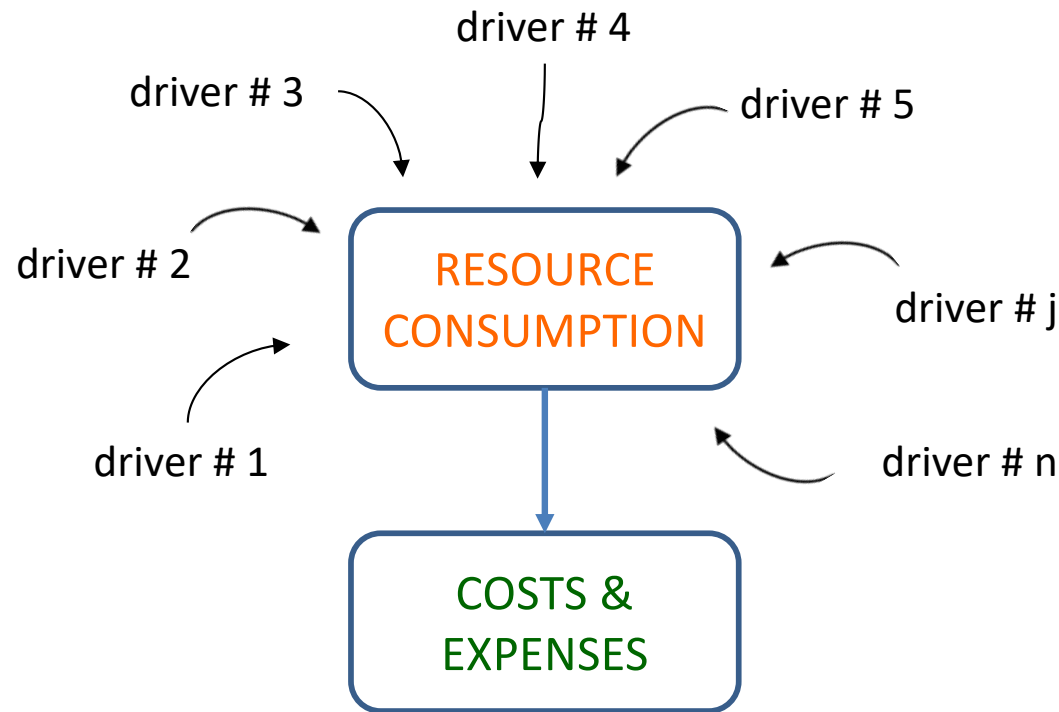 driver # 4
driver # 3
driver # 5
driver # 2
RESOURCE
CONSUMPTION
driver # j
driver # 1
driver # n
COSTS &
EXPENSES